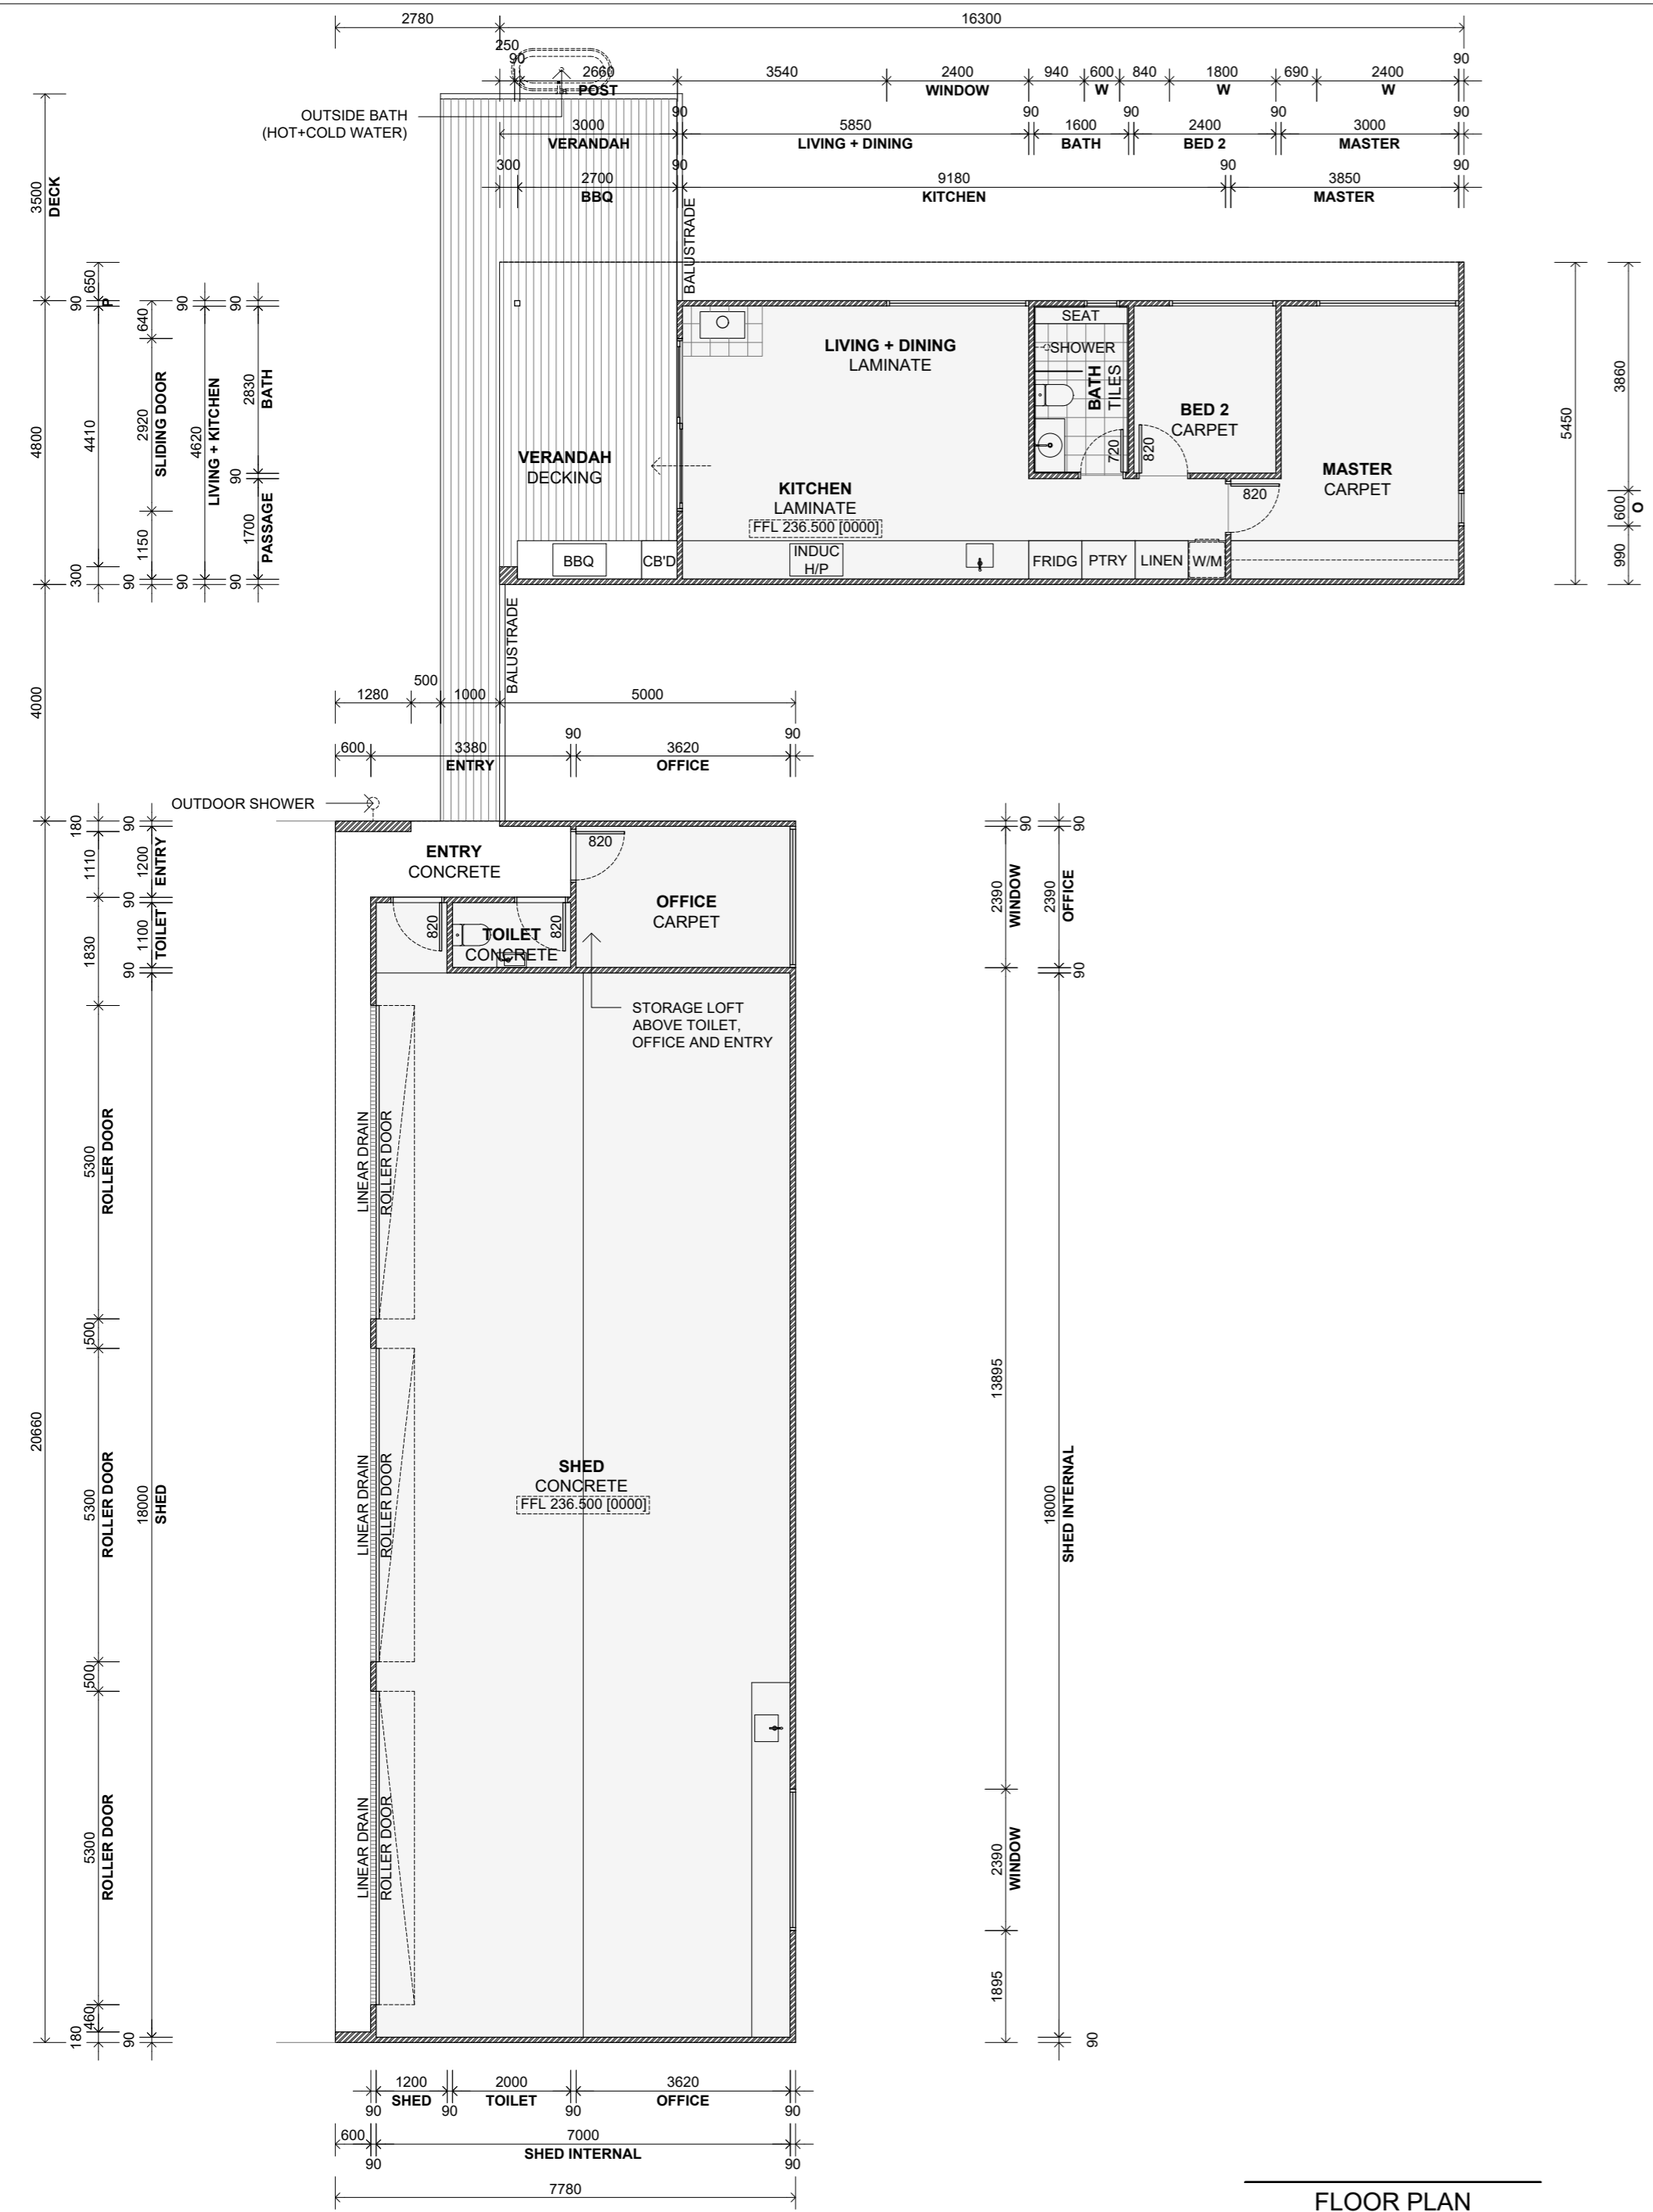 2780
16300
250
90
2660
3540
2400
940
600
840
1800
690
2400
90
POST
WINDOW
W
W
W
OUTSIDE BATH
(HOT+COLD WATER)
90
90
90
90
90
3000
5850
1600
2400
3000
VERANDAH
LIVING + DINING
BATH
BED 2
MASTER
300
90
90
90
2700
9180
3850
BBQ
KITCHEN
MASTER
3500
DECK
BALUSTRADE
650
90
P
90
90
640
4800
4410
2920
SLIDING DOOR
4620
LIVING + KITCHEN
2830
BATH
90
1700
PASSAGE
1150
300
90
90
90
SEAT
SHOWER
LIVING + DINING
LAMINATE
BATH
TILES
BED 2
CARPET
720
820
VERANDAH
DECKING
KITCHEN
LAMINATE
FFL 236.500 [0000]
MASTER
CARPET
820
BBQ
CB'D
INDUC
H/P
FRIDG
PTRY
LINEN
W/M
5450
3860
600
O
990
BALUSTRADE
4000
500
1280
1000
5000
90
90
600
3380
3620
ENTRY
OFFICE
OUTDOOR SHOWER
180
90
1110
1200
ENTRY
90
1830
1100
TOILET
90
820
ENTRY
CONCRETE
OFFICE
CARPET
820
TOILET
CONCRETE
820
90
90
2390
WINDOW
2390
OFFICE
90
STORAGE LOFT
ABOVE TOILET,
OFFICE AND ENTRY
5300
ROLLER DOOR
LINEAR DRAIN
ROLLER DOOR
500
13895
20660
5300
ROLLER DOOR
18000
SHED
LINEAR DRAIN
ROLLER DOOR
SHED
CONCRETE
FFL 236.500 [0000]
18000
SHED INTERNAL
500
5300
ROLLER DOOR
LINEAR DRAIN
ROLLER DOOR
2390
WINDOW
1895
460
180
90
90
1200
2000
3620
SHED
TOILET
OFFICE
90
90
90
90
600
7000
SHED INTERNAL
90
90
7780
FLOOR PLAN